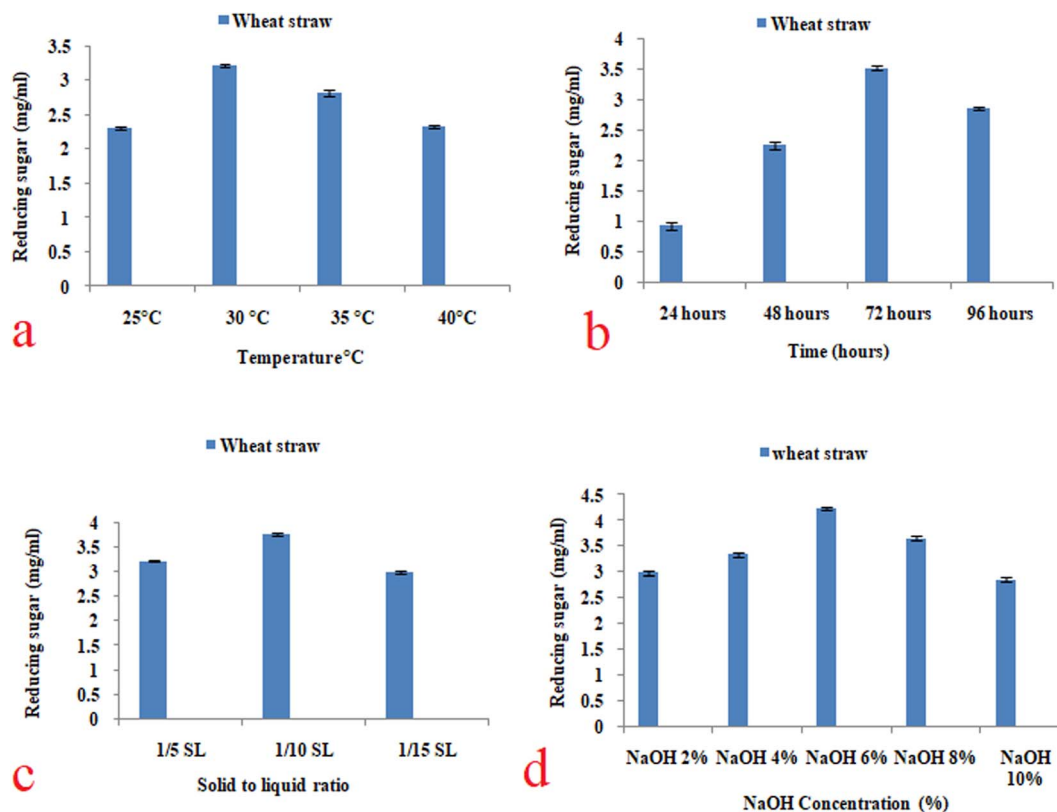 Wheat straw
Reducing sugar (mg/ml)
3.5
3
2.5
2
1.5
1
0.5
0
25°C 30 °C 35 °C 40°C
Temperature°C
a
Wheat straw
Reducing sugar (mg/ml)
4
3.5
3
2.5
2
1.5
1
0.5
0
24 hours 48 hours 72 hours 96 hours
Time (hours)
b
Wheat straw
Reducing sugar (mg/ml)
4
3.5
3
2.5
2
1.5
1
0.5
0
1/5 SL 1/10 SL 1/15 SL
Solid to liquid ratio
c
wheat straw
Reducing sugar (mg/ml)
4.5
4
3.5
3
2.5
2
1.5
1
0.5
0
NaOH 2% NaOH 4% NaOH 6% NaOH 8% NaOH
10%
NaOH Concentration (%)
d